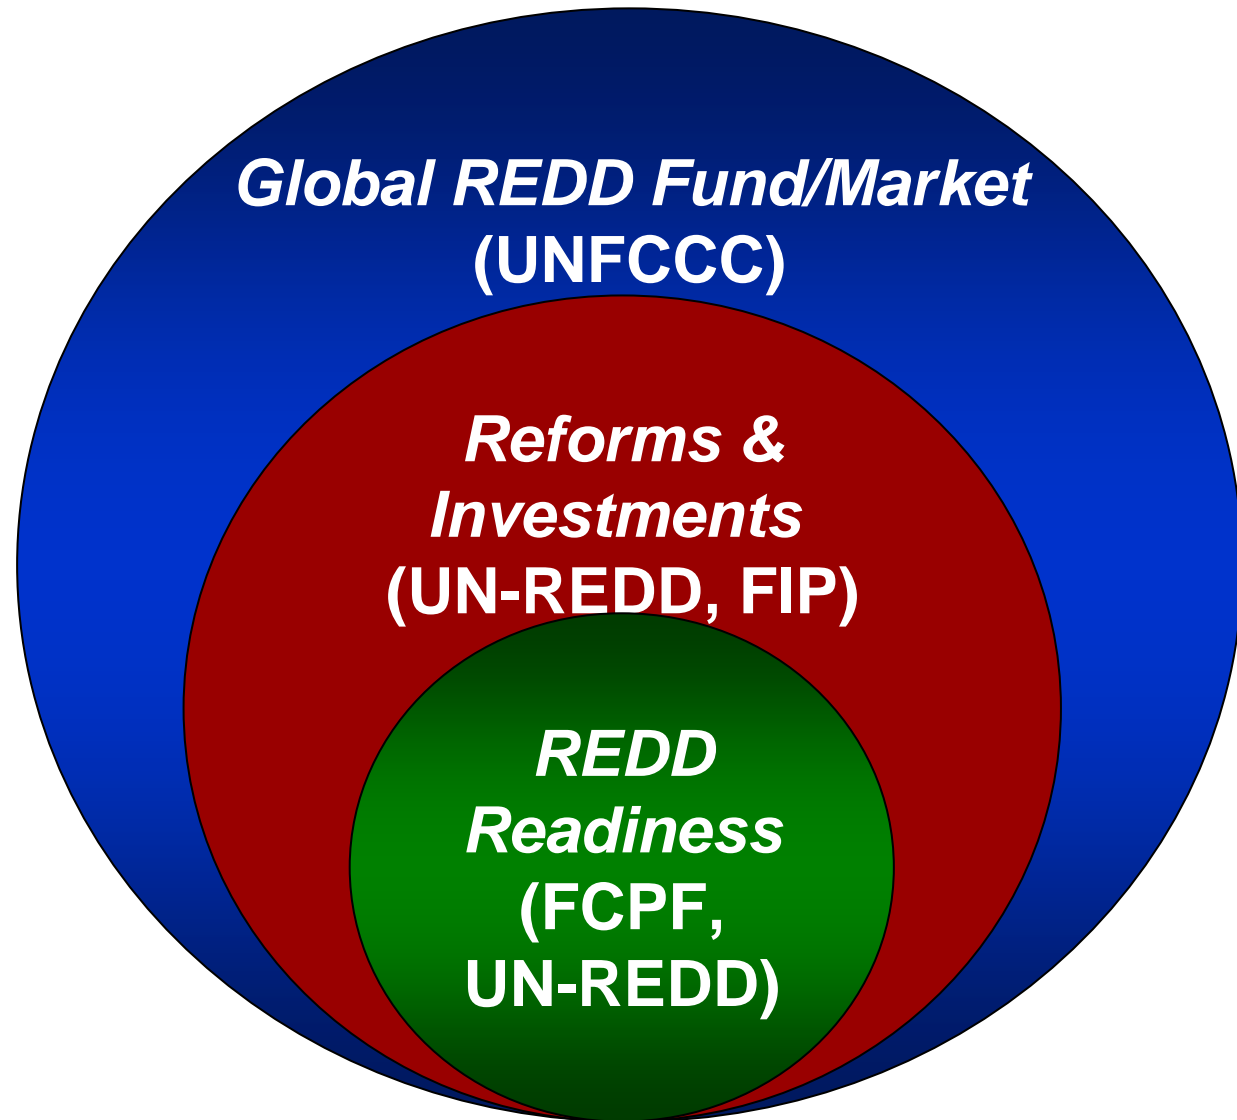 Global REDD Fund/Market
(UNFCCC)
Reforms &
Investments
(UN-REDD, FIP)
REDD
Readiness
(FCPF,
UN-REDD)